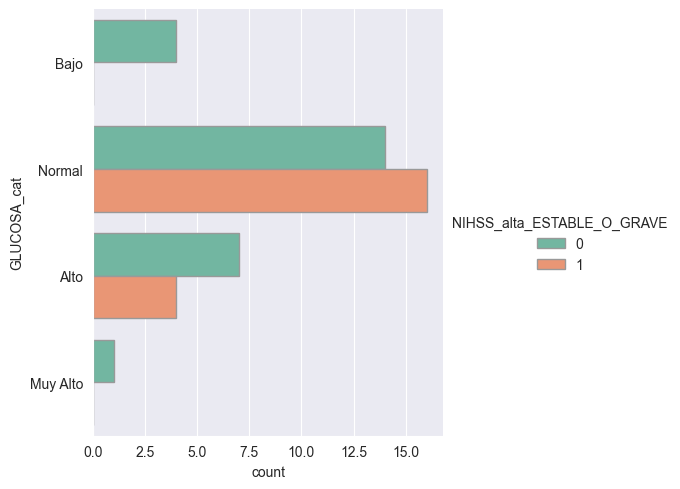 Bajo
Normal
Alto
Muy Alto
GLUCOSA_cat
0.0 2.5 5.0 7.5 10.0 12.5 15.0
count
NIHSS_alta_ESTABLE_O_GRAVE
0
1